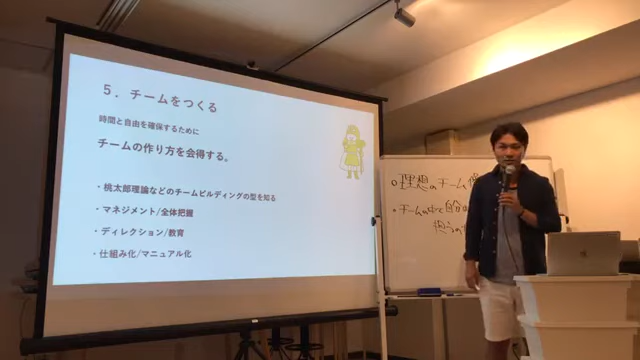 5. チームをつくる
時間と自由を確保するために
チームの作り方を会得する。
・桃太郎理論などのチームビルディングの型を知る
・マネジメント/全体把握
・ディレクション/教育
・仕組み化/マニュアル化
○理想のチーム像
・チームの中で自分